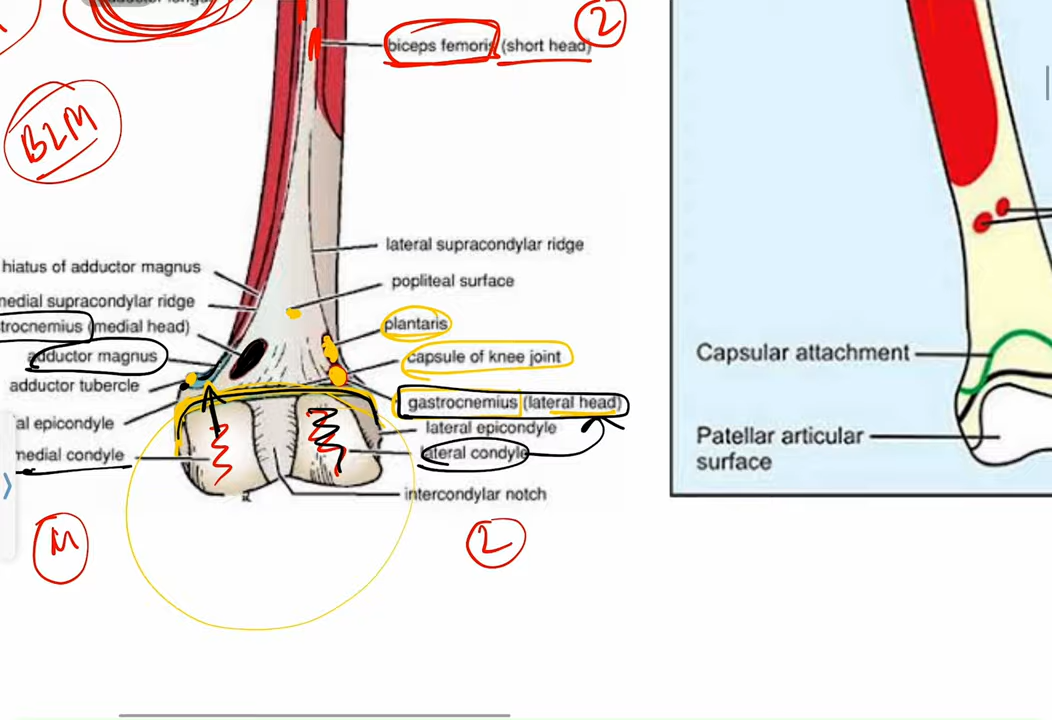 biceps femoris (short head)
2
BLM
lateral supracondylar ridge
hiatus of adductor magnus
popliteal surface
medial supracondylar ridge
plantaris
trocnemius (medial head)
adductor magnus
capsule of knee joint
adductor tubercle
gastrocnemius (lateral head)
al epicondyle
lateral epicondyle
medial condyle
lateral condyle
intercondylar notch
M
2
Capsular attachment
Patellar articular
surface